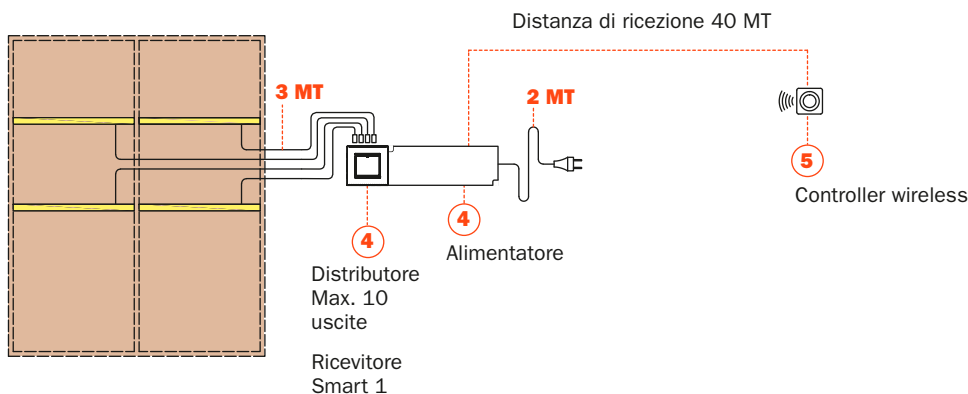 Distanza di ricezione 40 MT
3 MT
2 MT
5
Controller wireless
4
4
Alimentatore
Distributore
Max. 10
uscite
Ricevitore
Smart 1